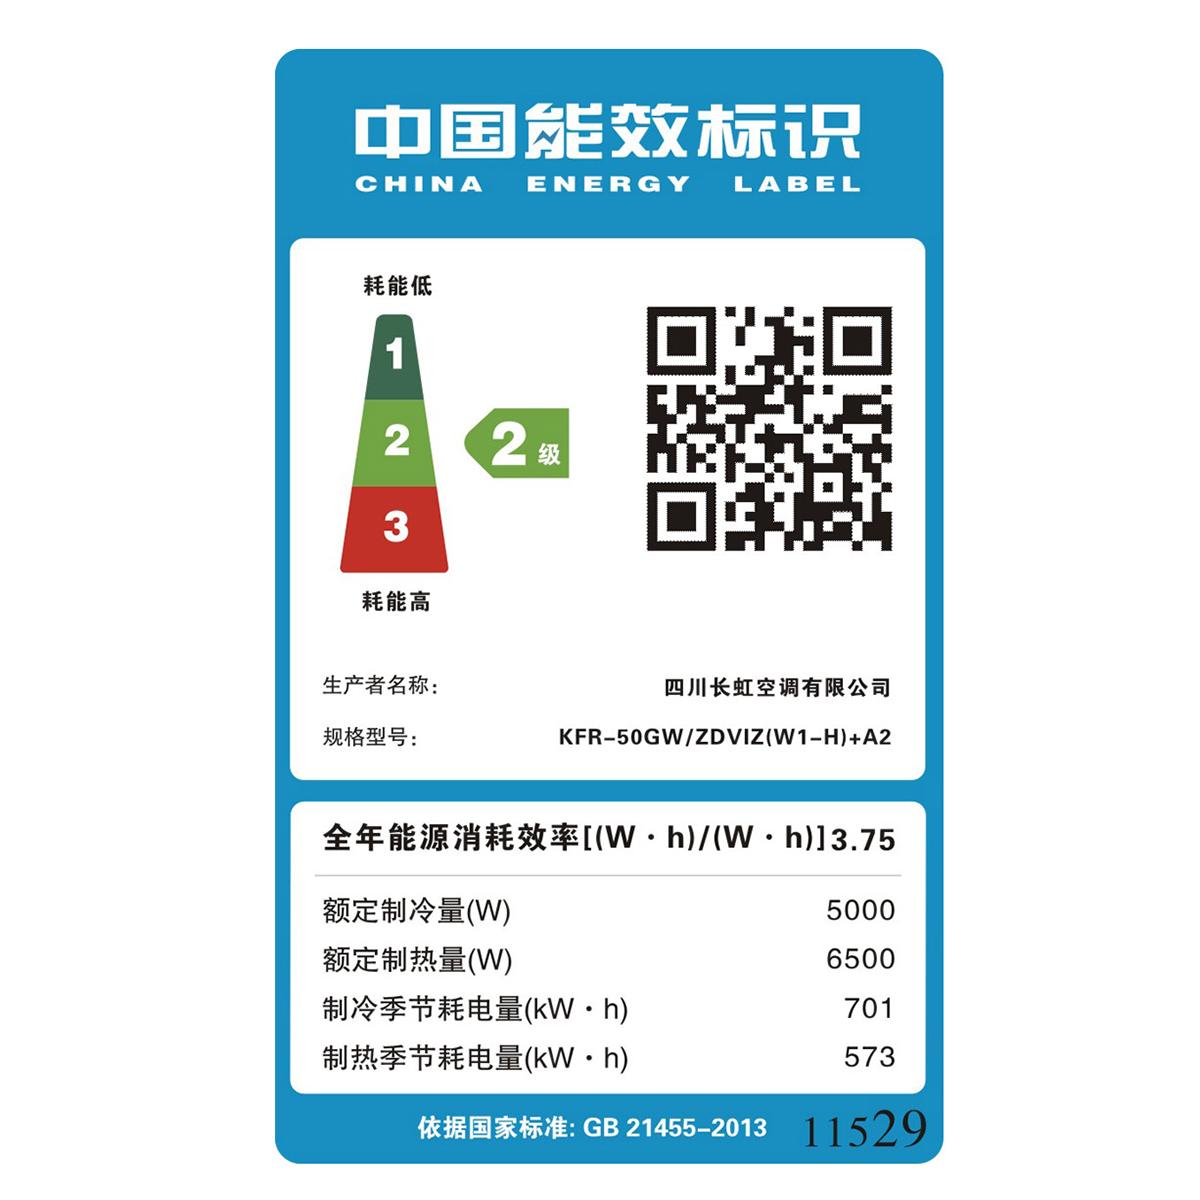 中国能效标识
CHINA ENERGY LABEL
耗能低
1
2
2级
3
耗能高
生产者名称： 四川长虹空调有限公司
规格型号： KFR-50GW/ZDVIZ(W1-H)+A2
全年能源消耗效率[(W·h)/(W·h)] 3.75
额定制冷量(W) 5000
额定制热量(W) 6500
制冷季节耗电量(kW·h) 701
制热季节耗电量(kW·h) 573
依据国家标准: GB 21455-2013 11529